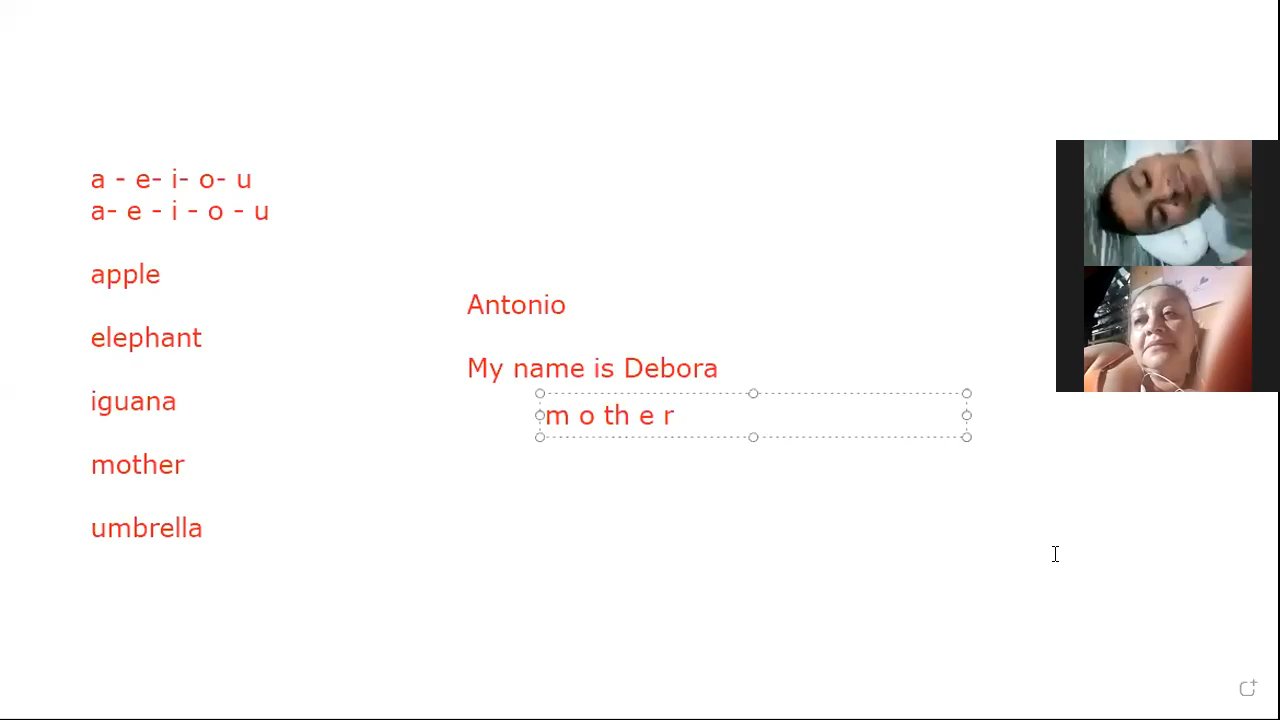 a - e- i- o- u
a- e - i - o - u
apple
elephant
iguana
mother
umbrella
Antonio
My name is Debora
m o th e r